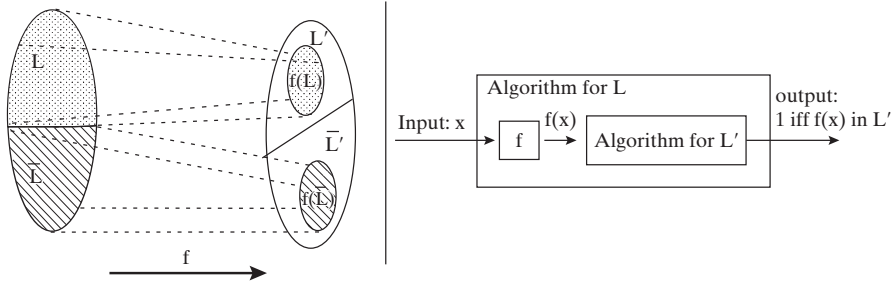 L
L̅
L′
f(L)
L̅′
f(L̅)
f
Algorithm for L
Input: x
f
f(x)
Algorithm for L′
output:
1 iff f(x) in L′